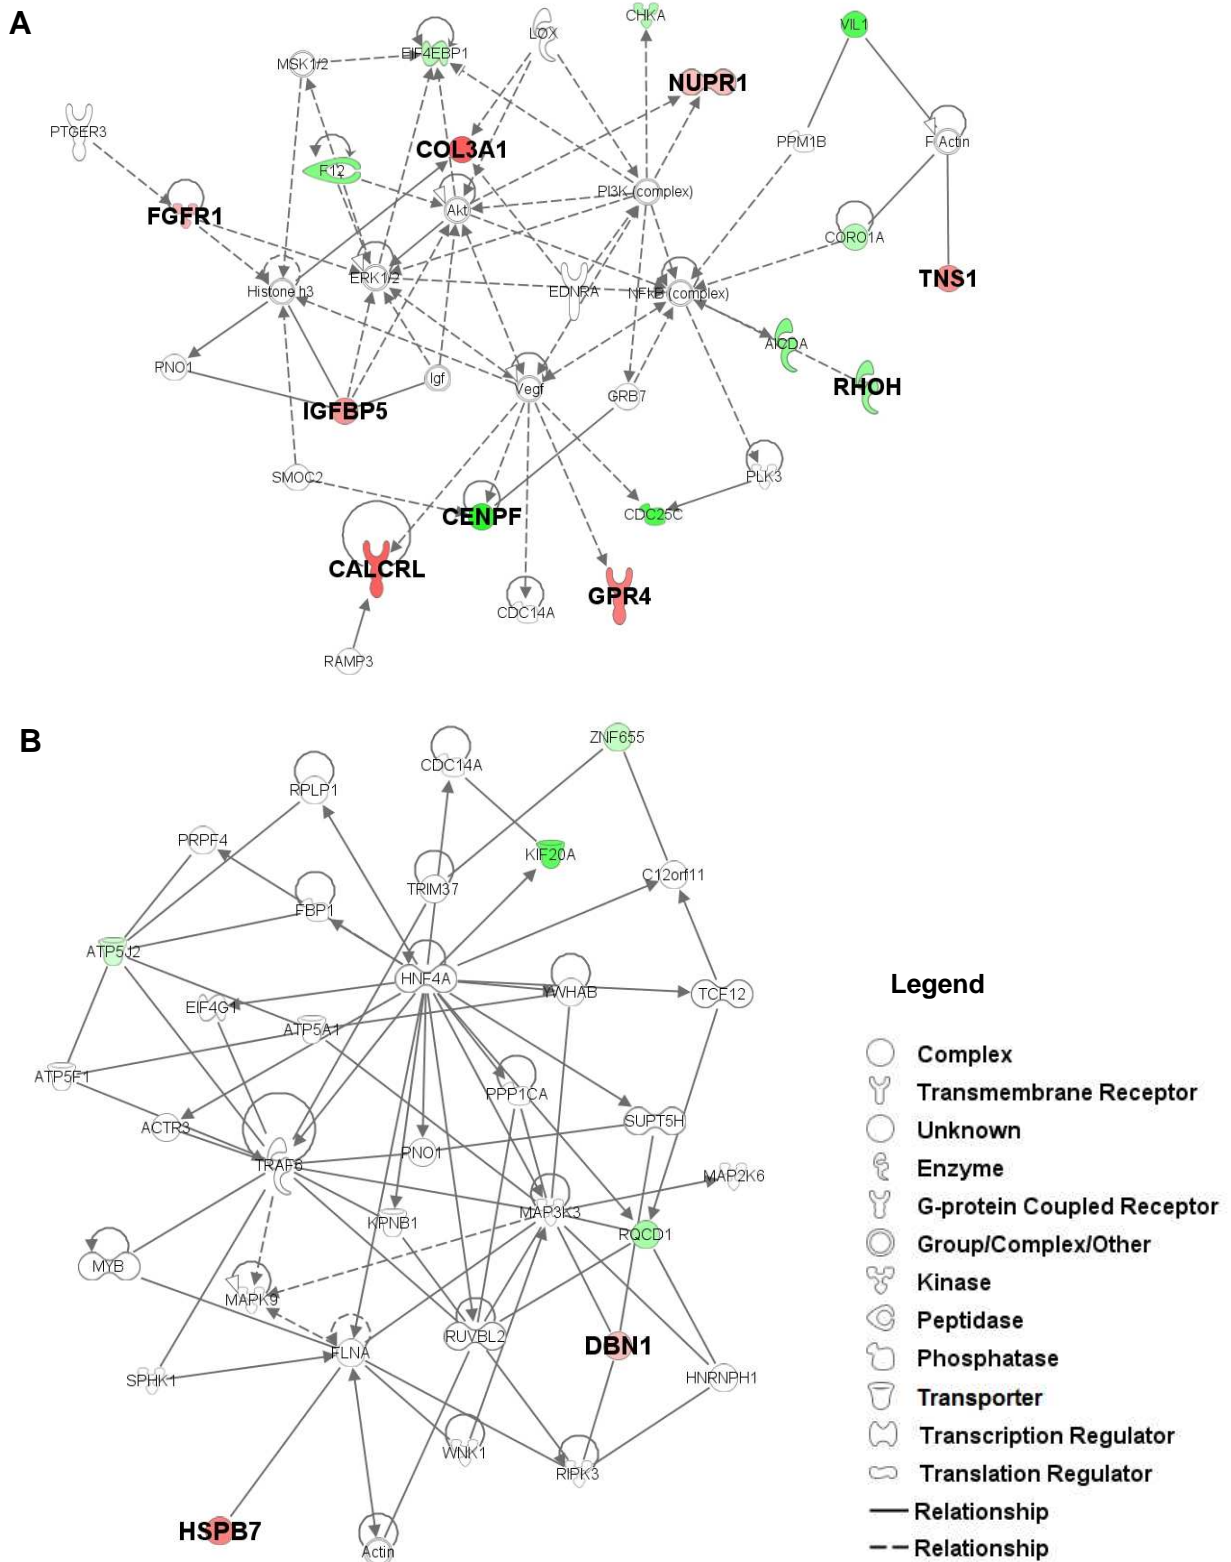 A
CHKA
VIL1
LOX
EIF4EBP1
MSK1/2
NUPR1
PTGER3
PPM1B
F Actin
COL3A1
F12
PI3K (complex)
FGFR1
Akt
CORO1A
ERK1/2
TNS1
Histone h3
EDNRA
NFkB (complex)
AICDA
PNO1
Igf
Vegf
GRB7
RHOH
IGFBP5
SMOC2
PLK3
CENPF
CDC25C
CALCRL
GPR4
CDC14A
RAMP3
B
ZNF655
CDC14A
RPLP1
PRPF4
KIF20A
C12orf11
TRIM37
FBP1
ATP5J2
HNF4A
YWHAB
TCF12
Legend
EIF4G1
ATP5A1
Complex
ATP5F1
PPP1CA
Transmembrane Receptor
ACTR3
SUPT5H
Unknown
PNO1
TRAF6
Enzyme
MAP2K6
G-protein Coupled Receptor
MAP3K3
KPNB1
RQCD1
Group/Complex/Other
MYB
Kinase
MAPK9
Peptidase
RUVBL2
DBN1
FLNA
Phosphatase
SPHK1
HNRNPH1
Transporter
Transcription Regulator
WNK1
RIPK3
Translation Regulator
Relationship
HSPB7
Actin
Relationship